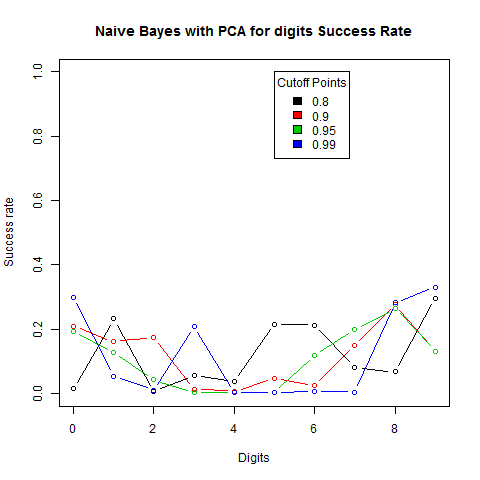 Naive Bayes with PCA for digits Success Rate
Cutoff Points
0.8
0.9
0.95
0.99
Success rate
1.0
0.8
0.6
0.4
0.2
0.0
0 2 4 6 8
Digits